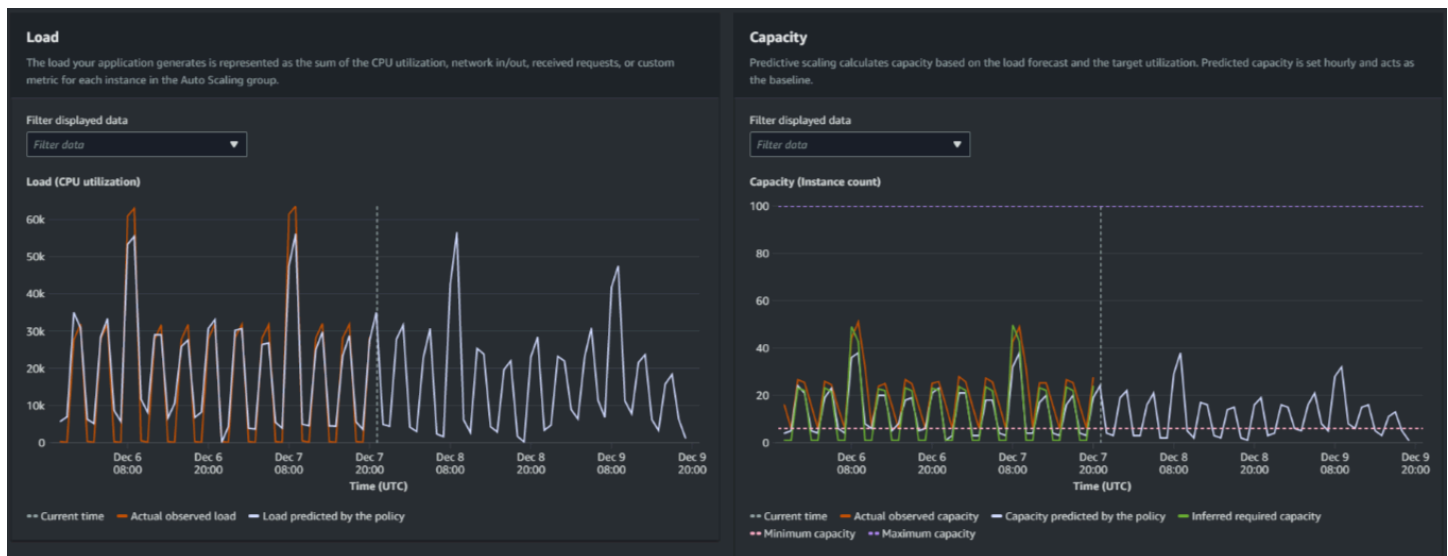 Load
The load your application generates is represented as the sum of the CPU utilization, network in/out, received requests, or custom
metric for each instance in the Auto Scaling group.
Filter displayed data
Filter data
Load (CPU utilization)
60k
50k
40k
30k
20k
10k
0
Dec 6 Dec 6 Dec 7 Dec 7 Dec 8 Dec 8 Dec 9 Dec 9
08:00 20:00 08:00 20:00 08:00 20:00 08:00 20:00
Time (UTC)
Current time Actual observed load Load predicted by the policy
Capacity
Predictive scaling calculates capacity based on the load forecast and the target utilization. Predicted capacity is set hourly and acts as
the baseline.
Filter displayed data
Filter data
Capacity (Instance count)
100
80
60
40
20
0
Dec 6 Dec 6 Dec 7 Dec 7 Dec 8 Dec 8 Dec 9 Dec 9
08:00 20:00 08:00 20:00 08:00 20:00 08:00 20:00
Time (UTC)
Current time Actual observed capacity Capacity predicted by the policy Inferred required capacity
Minimum capacity Maximum capacity